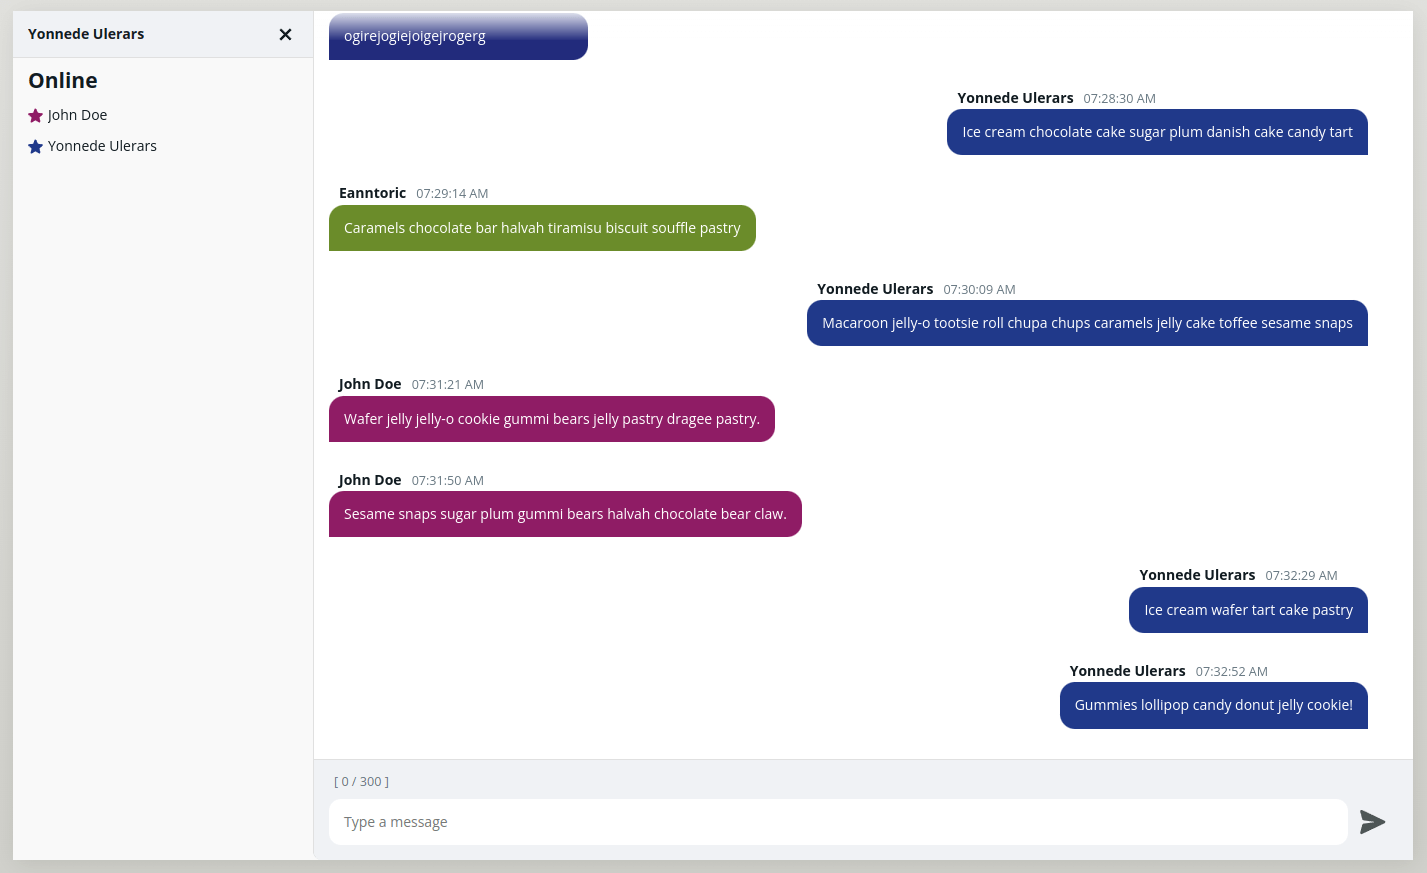 Yonnede Ulerars
Online
John Doe
Yonnede Ulerars
ogirejogiejoigejrogerg
Yonnede Ulerars 07:28:30 AM
Ice cream chocolate cake sugar plum danish cake candy tart
Eanntoric 07:29:14 AM
Caramels chocolate bar halvah tiramisu biscuit souffle pastry
Yonnede Ulerars 07:30:09 AM
Macaroon jelly-o tootsie roll chupa chups caramels jelly cake toffee sesame snaps
John Doe 07:31:21 AM
Wafer jelly jelly-o cookie gummi bears jelly pastry dragee pastry.
John Doe 07:31:50 AM
Sesame snaps sugar plum gummi bears halvah chocolate bear claw.
Yonnede Ulerars 07:32:29 AM
Ice cream wafer tart cake pastry
Yonnede Ulerars 07:32:52 AM
Gummies lollipop candy donut jelly cookie!
[ 0 / 300 ]
Type a message